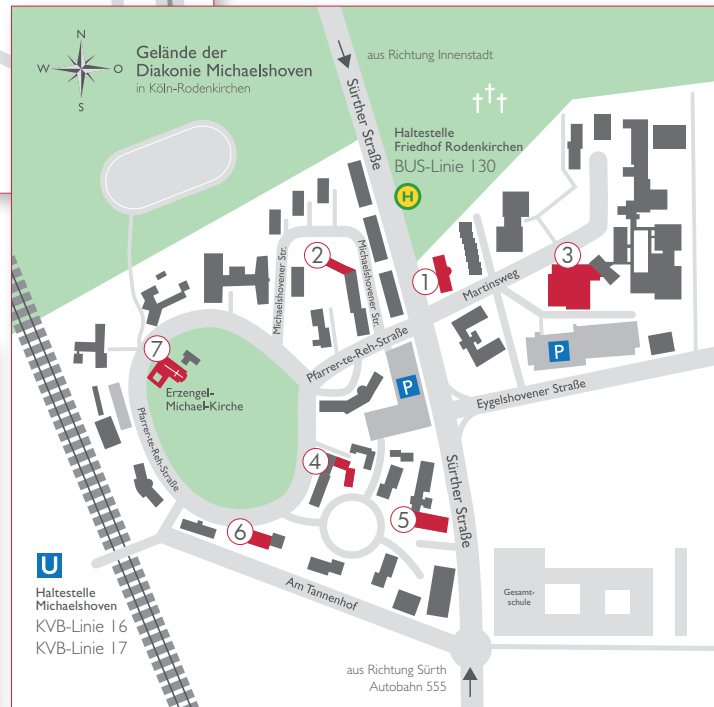 N
W
O
S
Gelände der
Diakonie Michaelshoven
in Köln-Rodenkirchen
aus Richtung Innenstadt
Sürther Straße
Haltestelle
Friedhof Rodenkirchen
BUS-Linie 130
H
2
Michaelshovener Str.
Michaelshovener Str.
1
Martinsweg
3
P
Pfarrer-te-Reh-Straße
P
Eygelshovener Straße
7
Erzengel-
Michael-Kirche
Pfarrer-te-Reh-Straße
4
5
6
Sürther Straße
U
Haltestelle
Michaelshoven
KVB-Linie 16
KVB-Linie 17
Am Tannenhof
Gesamt-
schule
aus Richtung Sürth
Autobahn 555